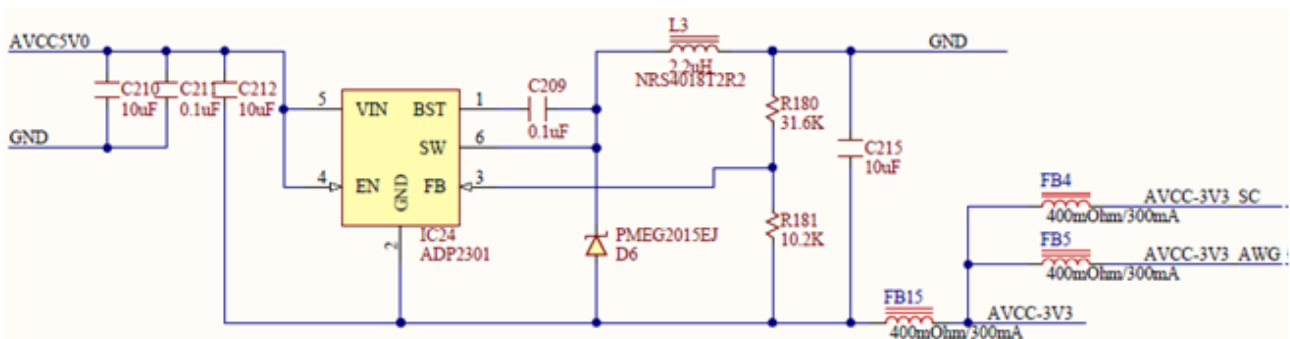 AVCC5V0
C210
10uF
C211
0.1uF
C212
10uF
GND
5
VIN
BST
1
C209
0.1uF
SW
6
4
EN
GND
FB
3
2
IC24
ADP2301
L3
2.2uH
NRS4018T2R2
GND
R180
31.6K
C215
10uF
R181
10.2K
PMEG2015EJ
D6
FB4
AVCC-3V3_SC
400mOhm/300mA
FB5
AVCC-3V3_AWG
400mOhm/300mA
FB15
AVCC-3V3
400mOhm/300mA